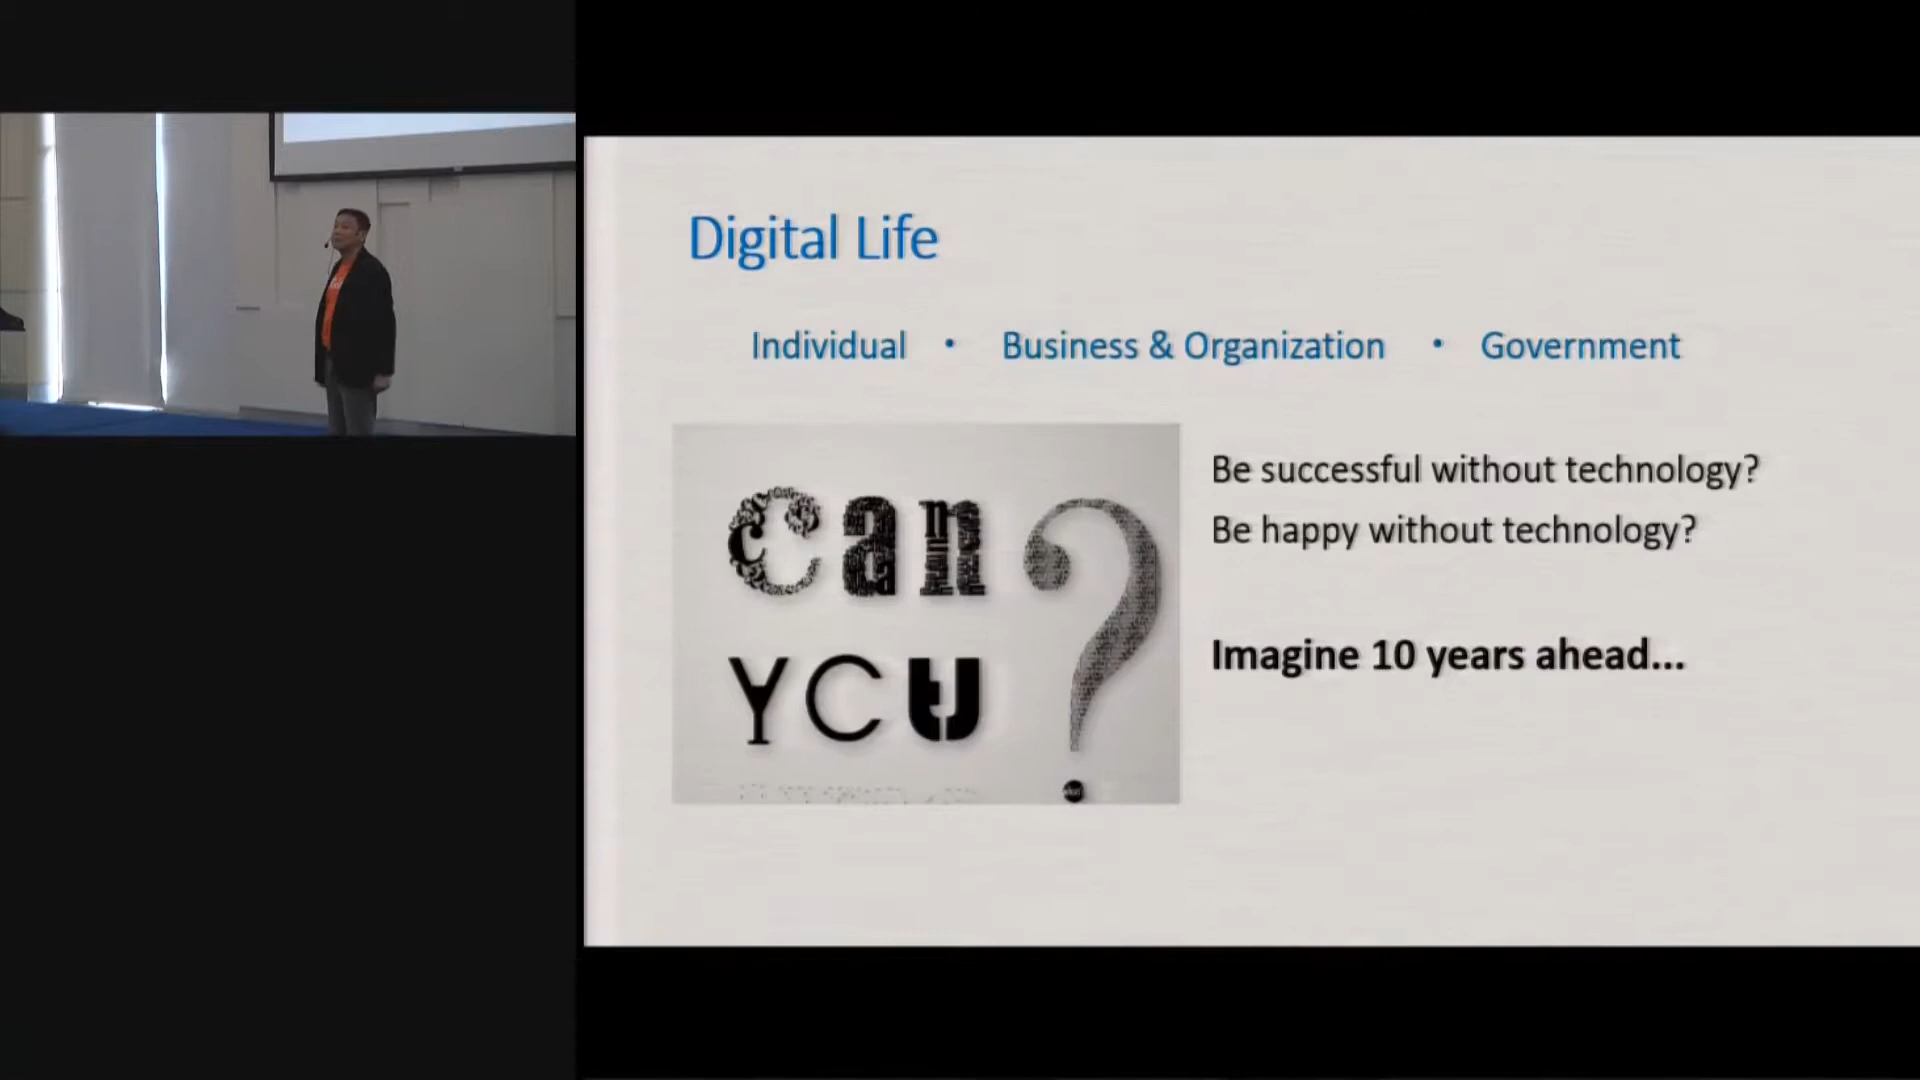 Digital Life
Individual • Business & Organization • Government
Can
YCU
?
Be successful without technology?
Be happy without technology?
Imagine 10 years ahead...